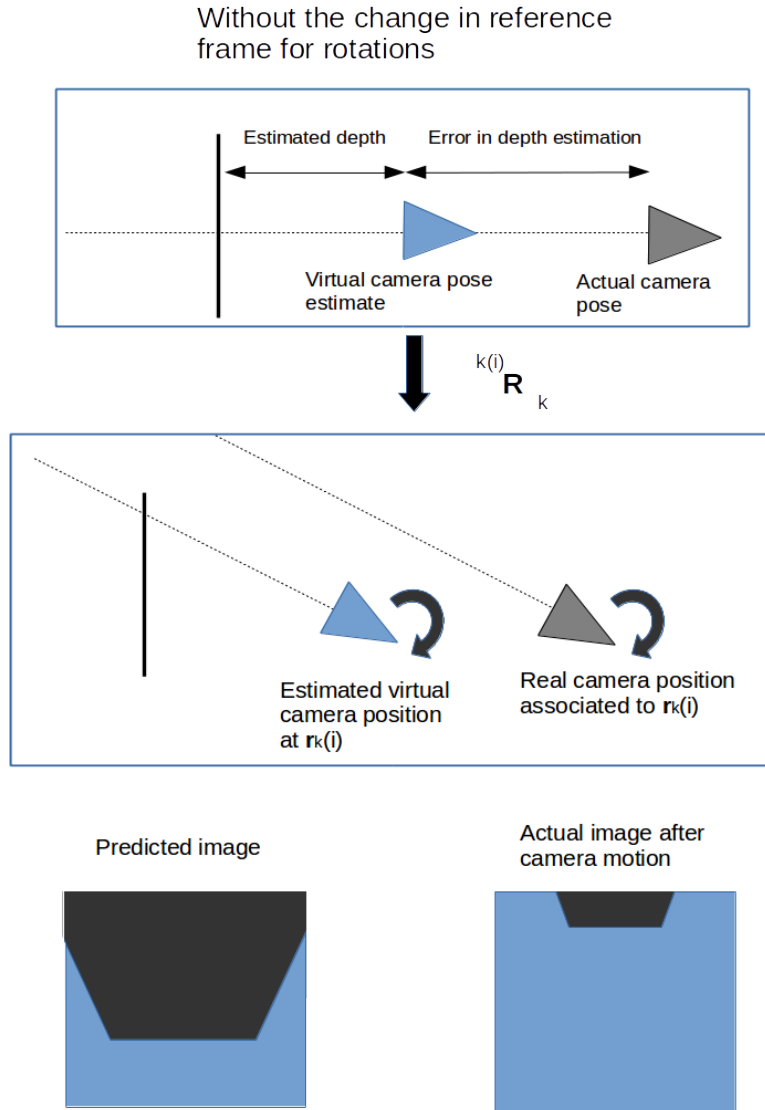 Without the change in reference
frame for rotations
Estimated depth
Error in depth estimation
Virtual camera pose
estimate
Actual camera
pose
k(i)
R
k
Estimated virtual
camera position
at rk(i)
Real camera position
associated to rk(i)
Predicted image
Actual image after
camera motion